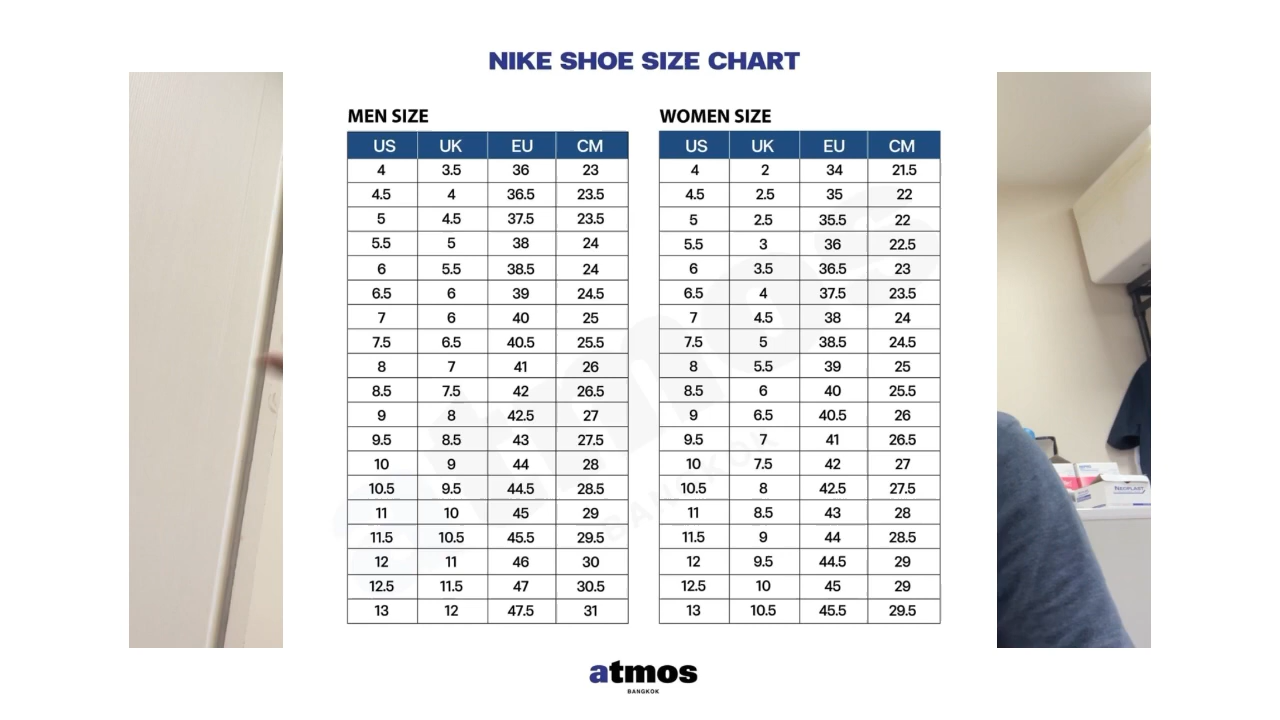 NIKE SHOE SIZE CHART
MEN SIZE
US UK EU CM
4 3.5 36 23
4.5 4 36.5 23.5
5 4.5 37.5 23.5
5.5 5 38 24
6 5.5 38.5 24
6.5 6 39 24.5
7 6 40 25
7.5 6.5 40.5 25.5
8 7 41 26
8.5 7.5 42 26.5
9 8 42.5 27
9.5 8.5 43 27.5
10 9 44 28
10.5 9.5 44.5 28.5
11 10 45 29
11.5 10.5 45.5 29.5
12 11 46 30
12.5 11.5 47 30.5
13 12 47.5 31
WOMEN SIZE
US UK EU CM
4 2 34 21.5
4.5 2.5 35 22
5 2.5 35.5 22
5.5 3 36 22.5
6 3.5 36.5 23
6.5 4 37.5 23.5
7 4.5 38 24
7.5 5 38.5 24.5
8 5.5 39 25
8.5 6 40 25.5
9 6.5 40.5 26
9.5 7 41 26.5
10 7.5 42 27
10.5 8 42.5 27.5
11 8.5 43 28
11.5 9 44 28.5
12 9.5 44.5 29
12.5 10 45 29
13 10.5 45.5 29.5
atmos
BANGKOK
NEOPLAST
atmos
BANGKOK